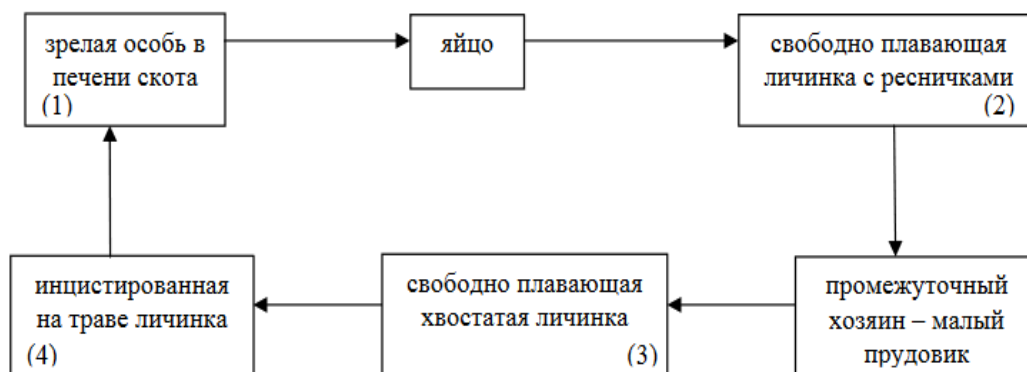 зрелая особь в
печени скота
(1)
яйцо
свободно плавающая
личинка с ресничками
(2)
промежуточный
хозяин – малый
прудовик
свободно плавающая
хвостатая личинка
(3)
инцистированная
на траве личинка
(4)